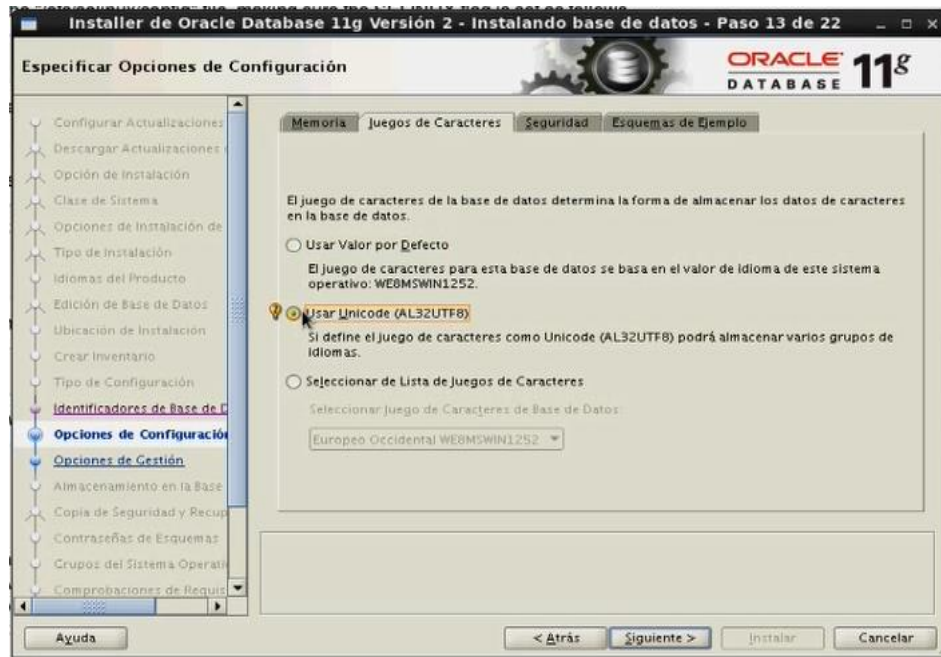 Installer de Oracle Database 11g Versión 2 - Instalando base de datos - Paso 13 de 22
Especificar Opciones de Configuración
ORACLE 11g
DATABASE
Configurar Actualizaciones
Descargar Actualizaciones
Opción de Instalación
Clase de Sistema
Opciones de Instalación de
Tipo de Instalación
Idiomas del Producto
Edición de Base de Datos
Ubicación de Instalación
Crear Inventario
Tipo de Configuración
Identificadores de Base de D
Opciones de Configuración
Opciones de Gestión
Almacenamiento en la Base
Copia de Seguridad y Recup
Contraseñas de Esquemas
Grupos del Sistema Operati
Comprobaciones de Requis
Memoria Juegos de Caracteres Seguridad Esquemas de Ejemplo
El juego de caracteres de la base de datos determina la forma de almacenar los datos de caracteres
en la base de datos.
Usar Valor por Defecto
El juego de caracteres para esta base de datos se basa en el valor de idioma de este sistema
operativo: WE8MSWIN1252.
Usar Unicode (AL32UTF8)
Si define el juego de caracteres como Unicode (AL32UTF8) podrá almacenar varios grupos de
idiomas.
Seleccionar de Lista de Juegos de Caracteres
Seleccionar Juego de Caracteres de Base de Datos:
Europeo Occidental WE8MSWIN1252
Ayuda < Atrás Siguiente > Instalar Cancelar